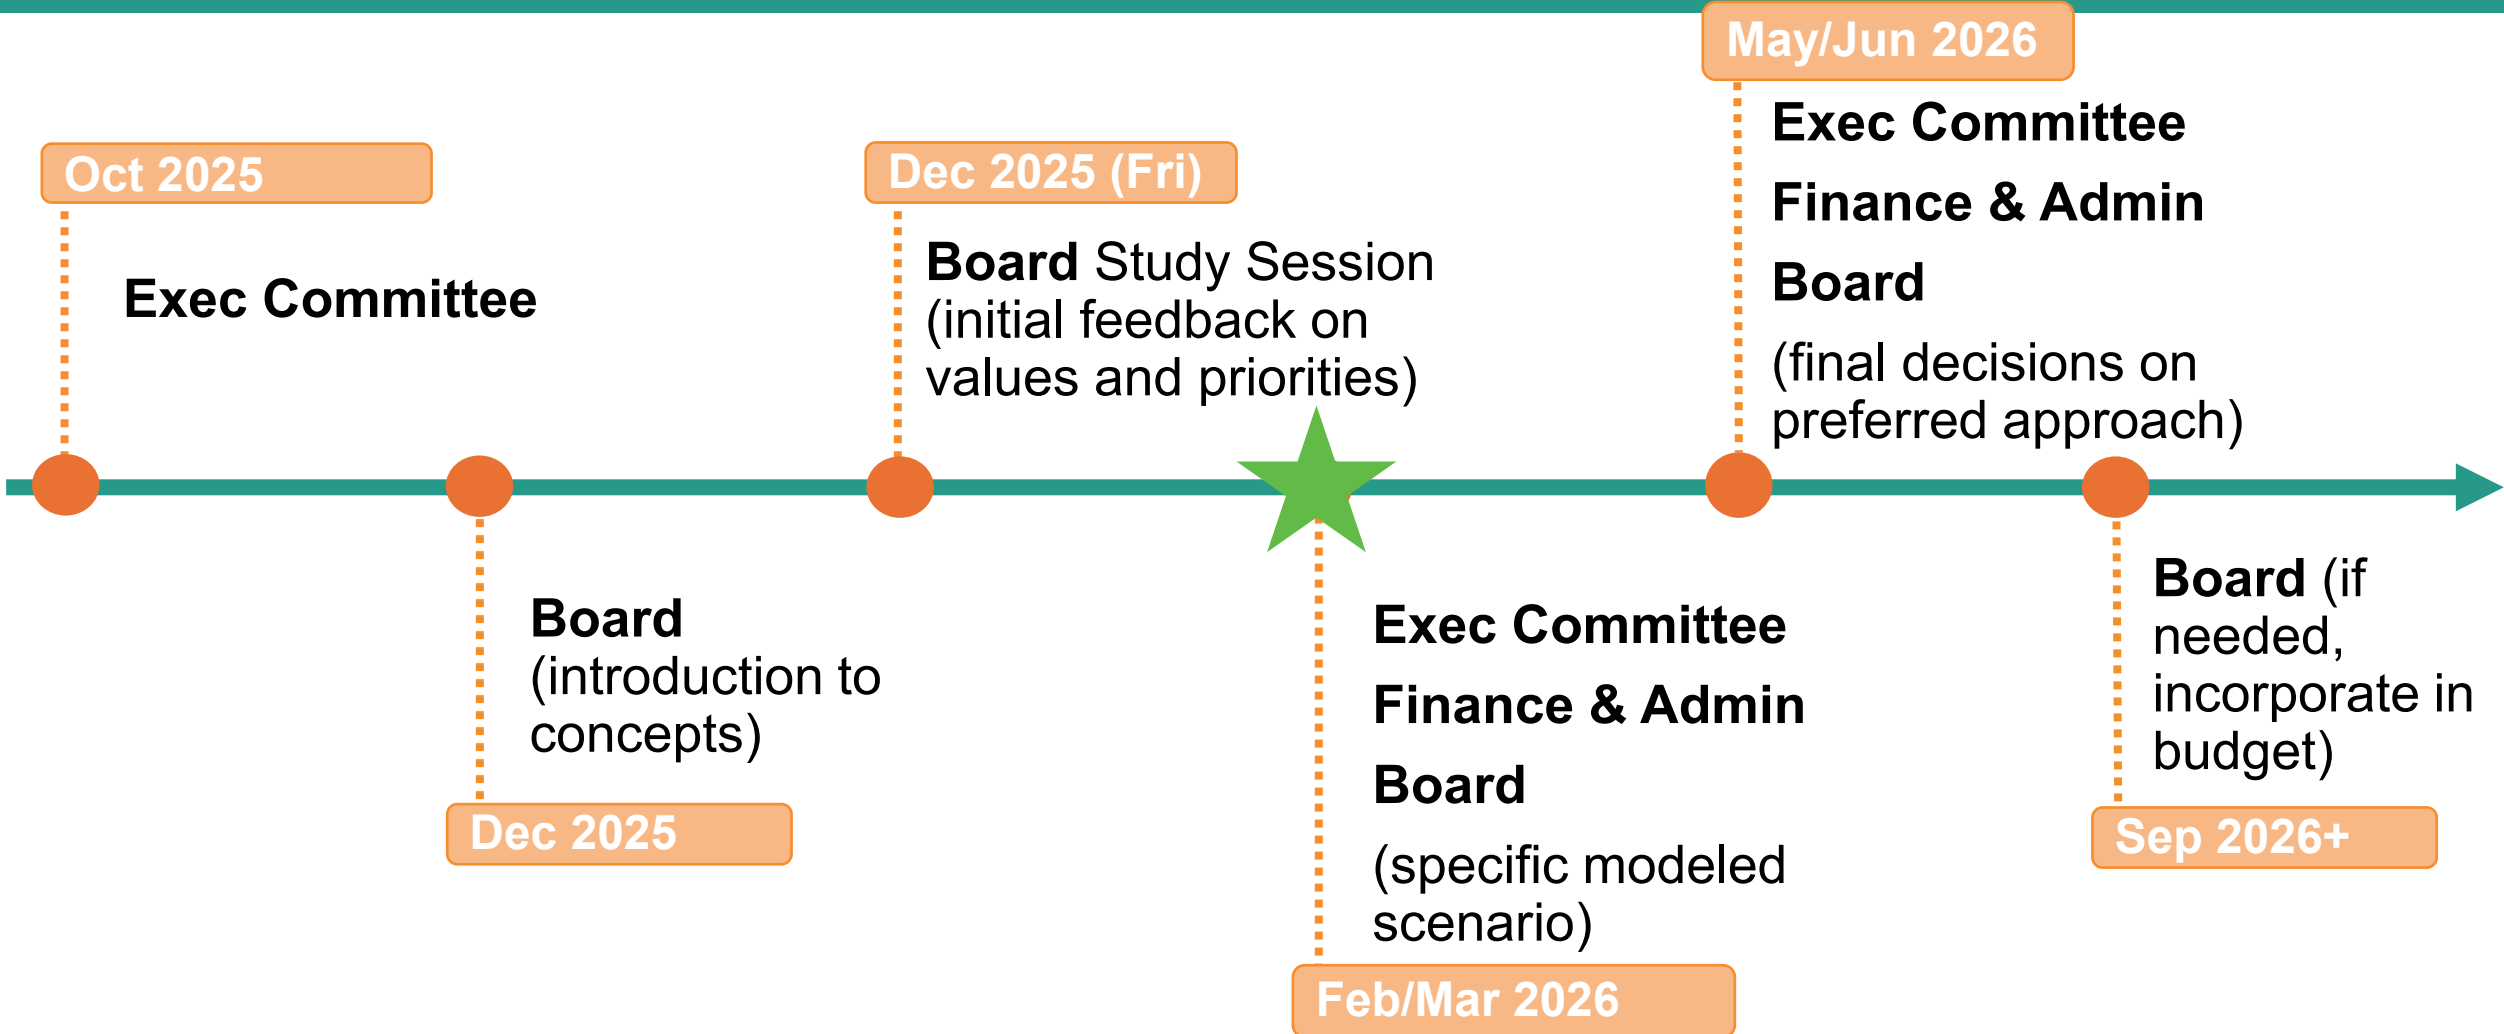 Oct 2025
Exec Committee
Board
(introduction to
concepts)
Dec 2025
Dec 2025 (Fri)
Board Study Session
(initial feedback on
values and priorities)
Exec Committee
Finance & Admin
Board
(specific modeled
scenario)
Feb/Mar 2026
May/Jun 2026
Exec Committee
Finance & Admin
Board
(final decisions on
preferred approach)
Board (if
needed,
incorporate in
budget)
Sep 2026+